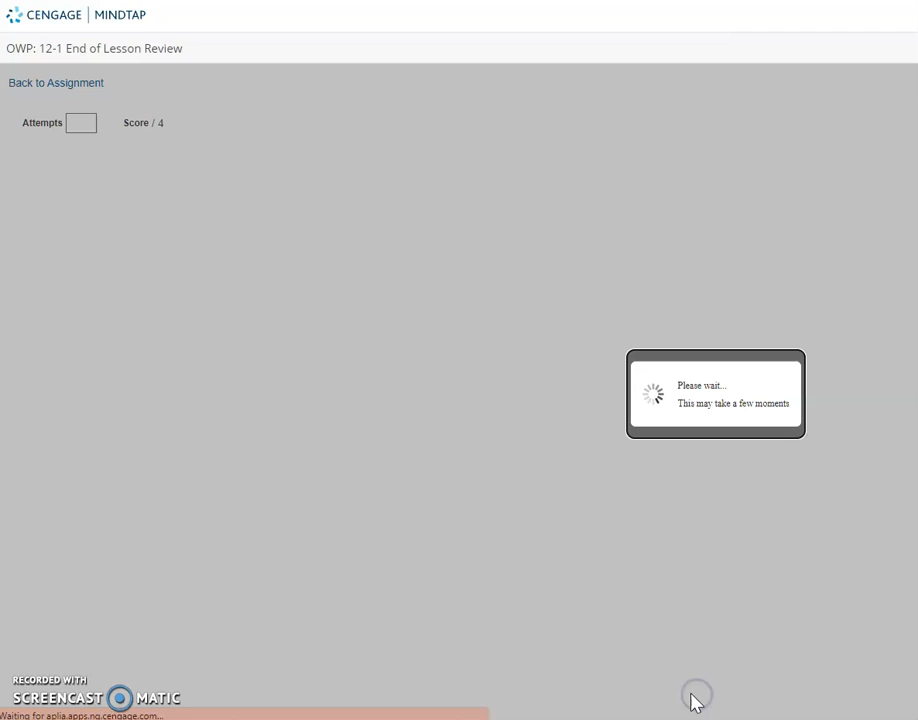 CENGAGE | MINDTAP
OWP: 12-1 End of Lesson Review
Back to Assignment
Attempts Score / 4
Please wait...
This may take a few moments
RECORDED WITH
SCREENCAST MATIC
Waiting for aplia.apps.ng.cengage.com...